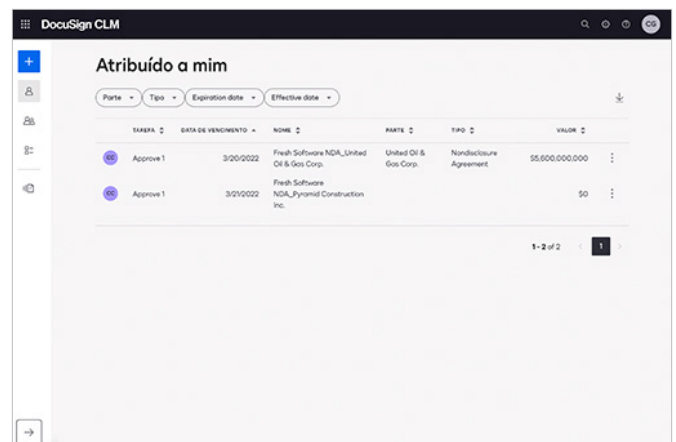 DocuSign CLM
CG
Atribuído a mim
Parte Tipo Expiration date Effective date
TAREFA DATA DE VENCIMENTO NOME PARTE TIPO VALOR
CC Approve 1 3/20/2022 Fresh Software NDA_United Oil & Gas Corp. United Oil & Gas Corp. Nondisclosure Agreement $5,600,000,000
CC Approve 1 3/21/2022 Fresh Software NDA_Pyramid Construction Inc. $0
1 - 2 of 2 1